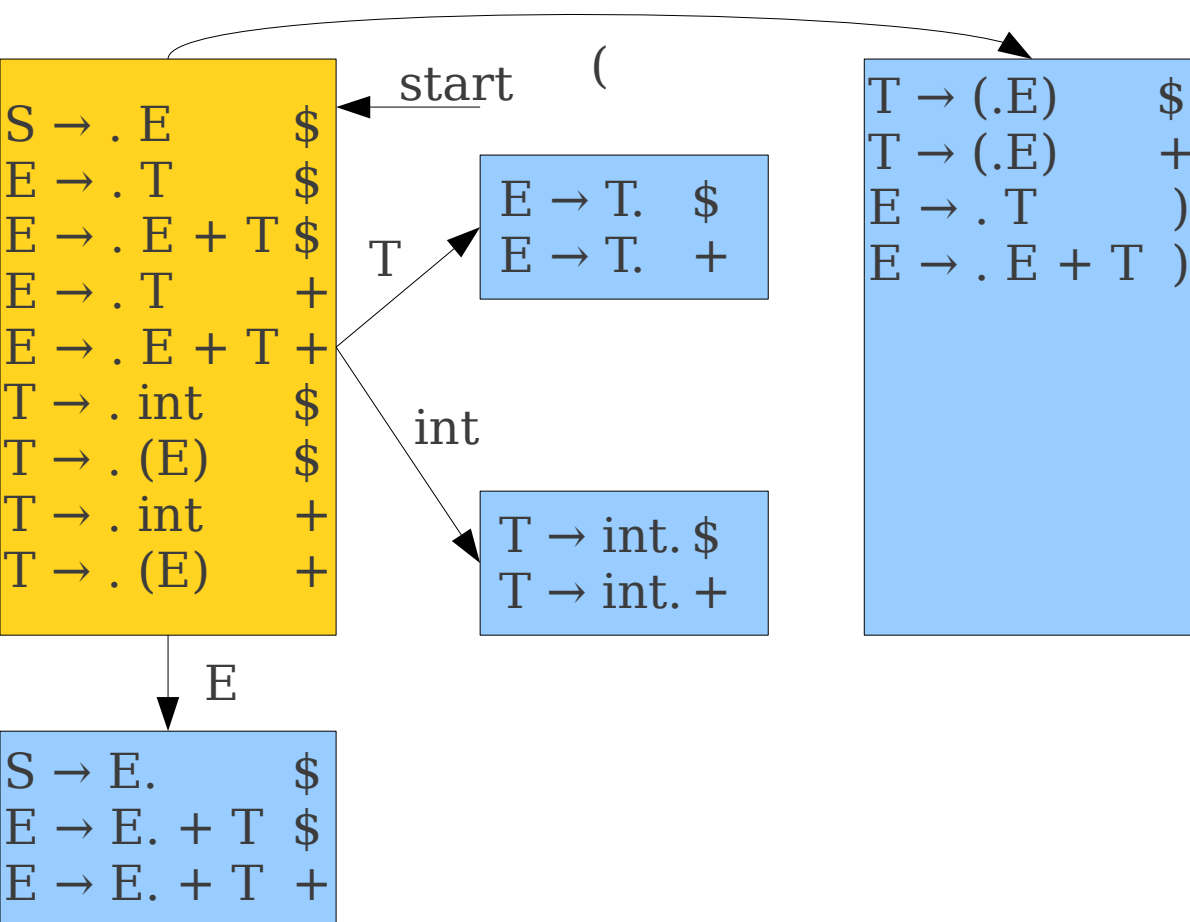 (
start
S → . E $
E → . T $
E → . E + T $
E → . T +
E → . E + T +
T → . int $
T → . (E) $
T → . int +
T → . (E) +
T
E → T. $
E → T. +
int
T → int. $
T → int. +
T → (.E) $
T → (.E) +
E → . T )
E → . E + T )
E
S → E. $
E → E. + T $
E → E. + T +